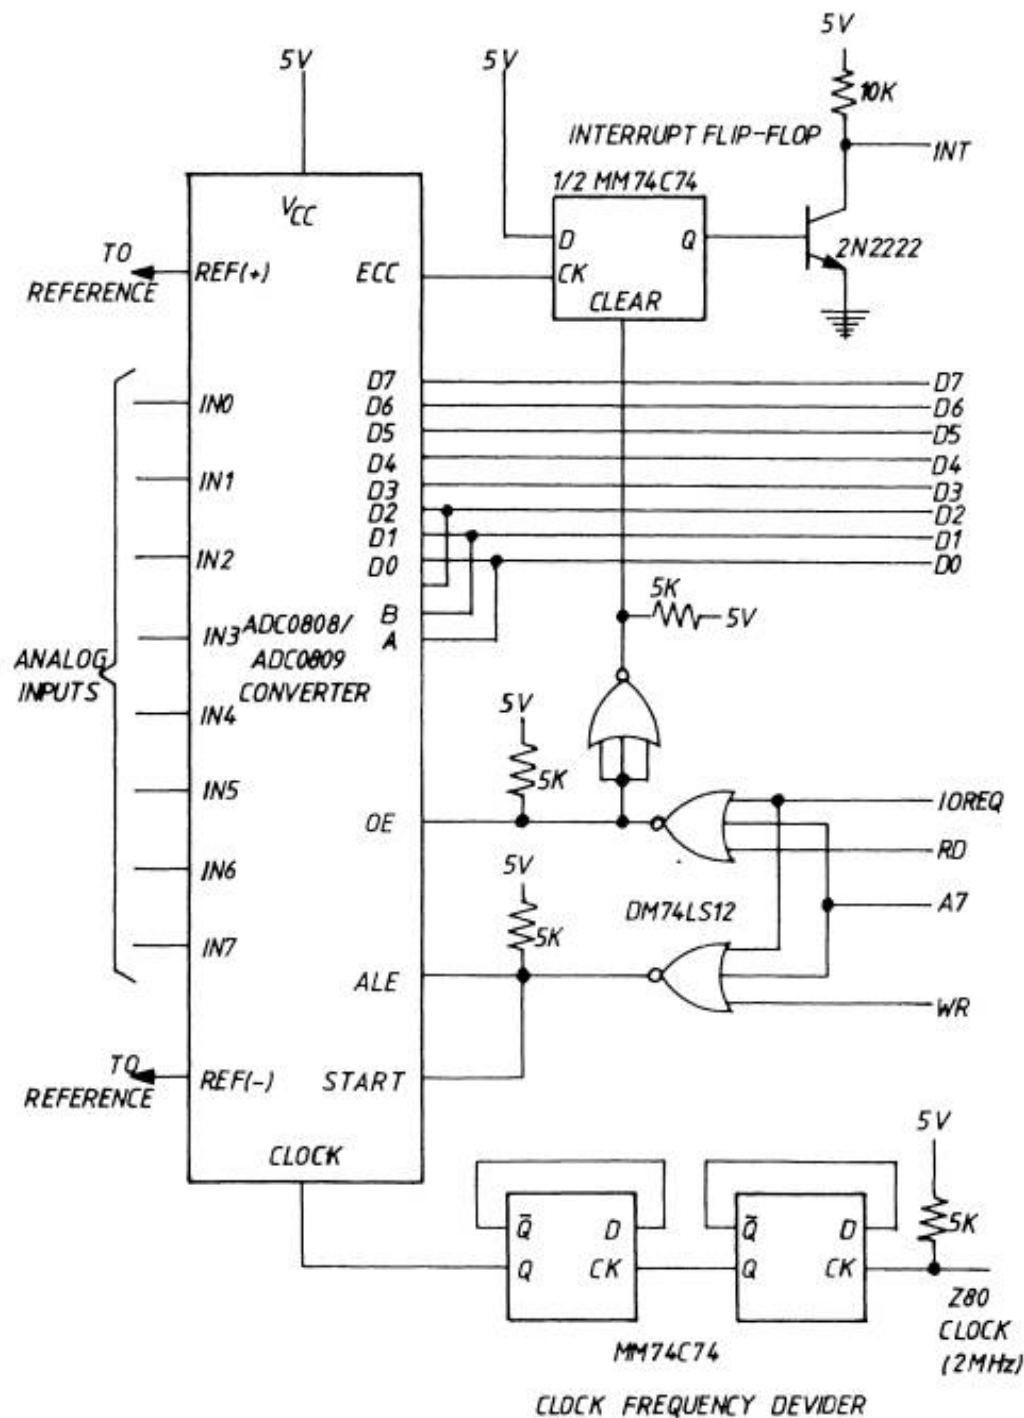 5V
5V
5V
10K
INTERRUPT FLIP-FLOP
INT
1/2 MM74C74
VCC
D
Q
2N2222
TO
REFERENCE
REF(+)
ECC
CK
CLEAR
D7
D7
IN0
D6
D6
D5
D5
D4
D4
IN1
D3
D3
D2
D2
D1
D1
IN2
D0
D0
5K
5V
B
IN3
ADC0808/
A
ANALOG
INPUTS
ADC0809
CONVERTER
5V
IN4
5K
IN5
IOREQ
OE
RD
IN6
5V
DM74LS12
A7
5K
IN7
ALE
WR
TO
REFERENCE
REF(-)
START
5V
CLOCK
5K
Q̄
D
Q̄
D
Q
CK
Q
CK
Z80
CLOCK
(2MHz)
MM74C74
CLOCK FREQUENCY DEVIDER